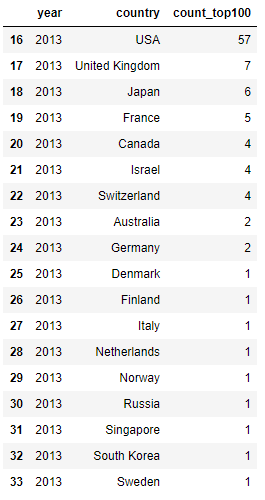 year country count_top100
16 2013 USA 57
17 2013 United Kingdom 7
18 2013 Japan 6
19 2013 France 5
20 2013 Canada 4
21 2013 Israel 4
22 2013 Switzerland 4
23 2013 Australia 2
24 2013 Germany 2
25 2013 Denmark 1
26 2013 Finland 1
27 2013 Italy 1
28 2013 Netherlands 1
29 2013 Norway 1
30 2013 Russia 1
31 2013 Singapore 1
32 2013 South Korea 1
33 2013 Sweden 1